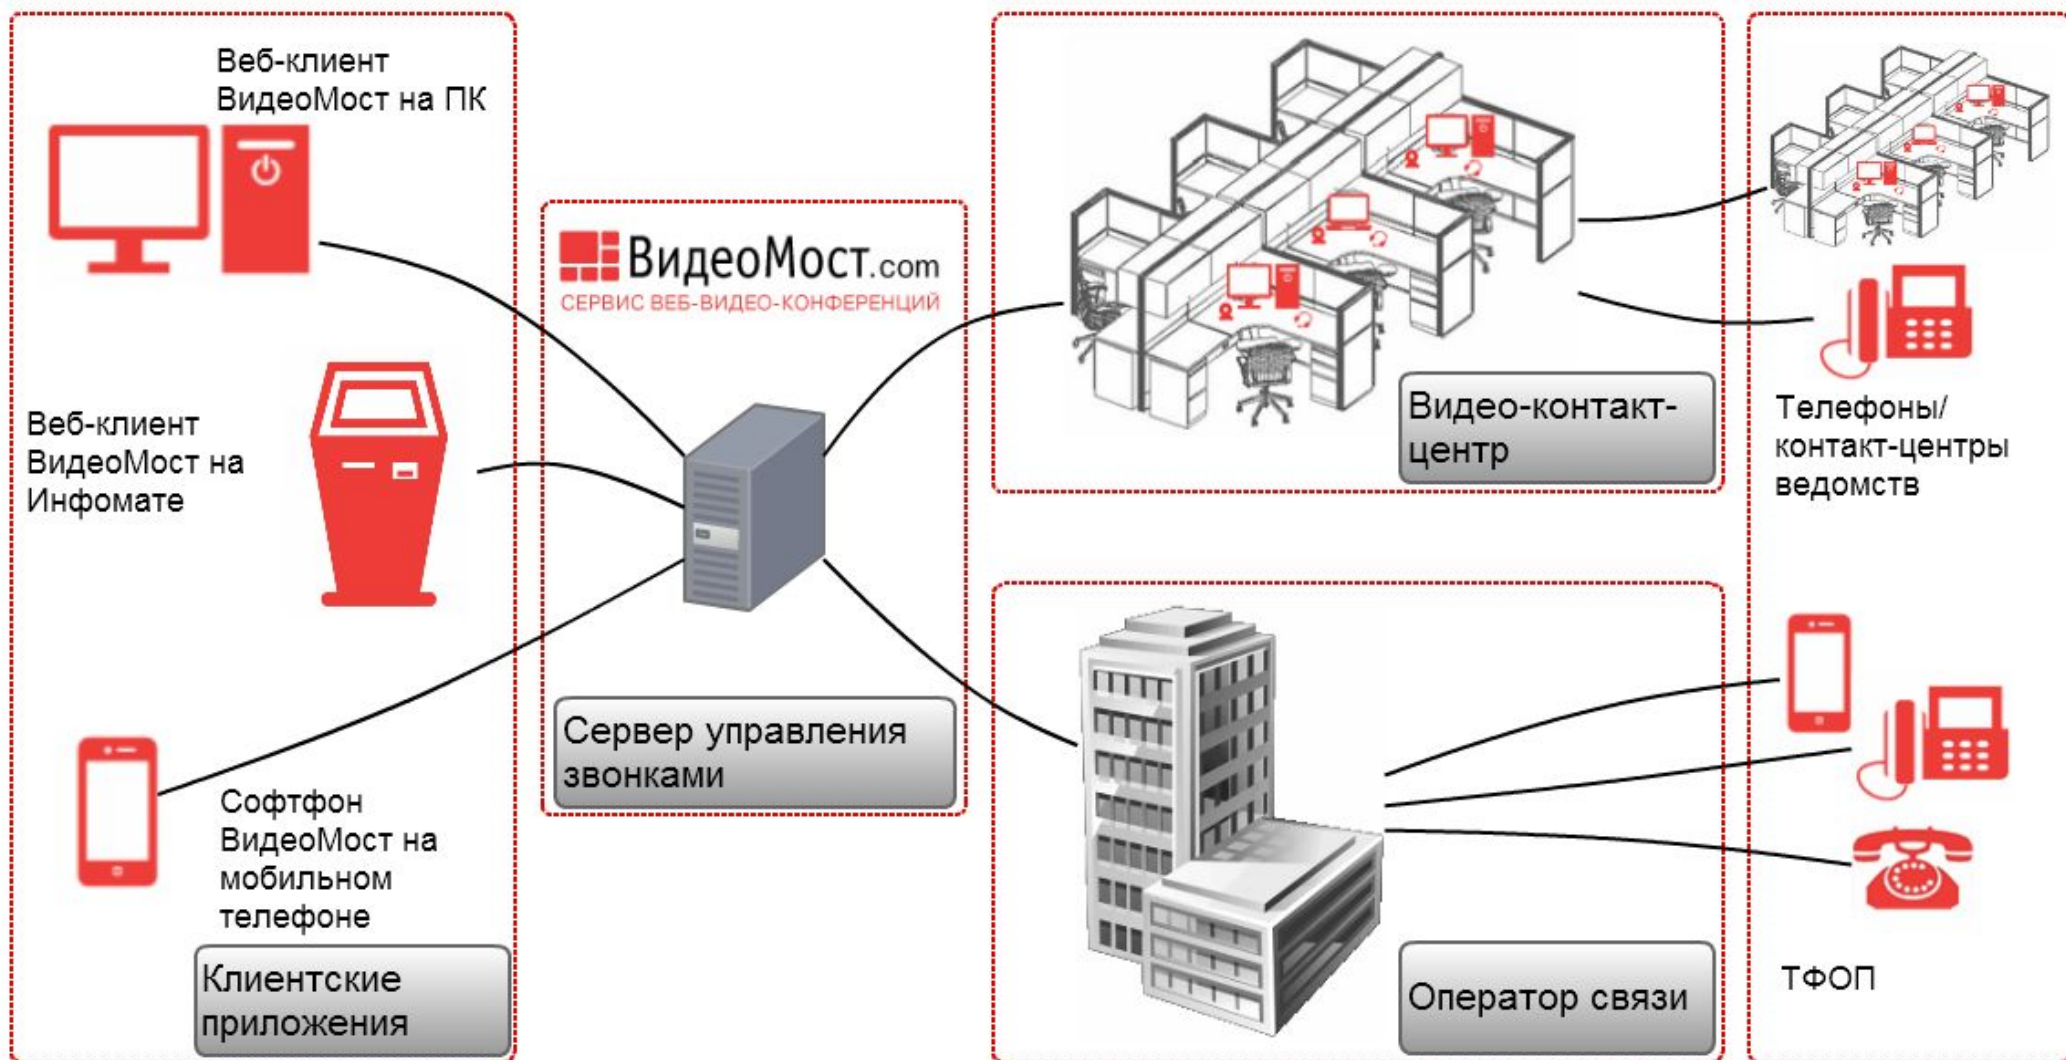 Веб-клиент
ВидеоМост на ПК
Веб-клиент
ВидеоМост на
Инфомате
Софтфон
ВидеоМост на
мобильном
телефоне
Клиентские
приложения
ВидеоМост.com
СЕРВИС ВЕБ-ВИДЕО-КОНФЕРЕНЦИЙ
Сервер управления
звонками
Видео-контакт-
центр
Оператор связи
Телефоны/
контакт-центры
ведомств
ТФОП